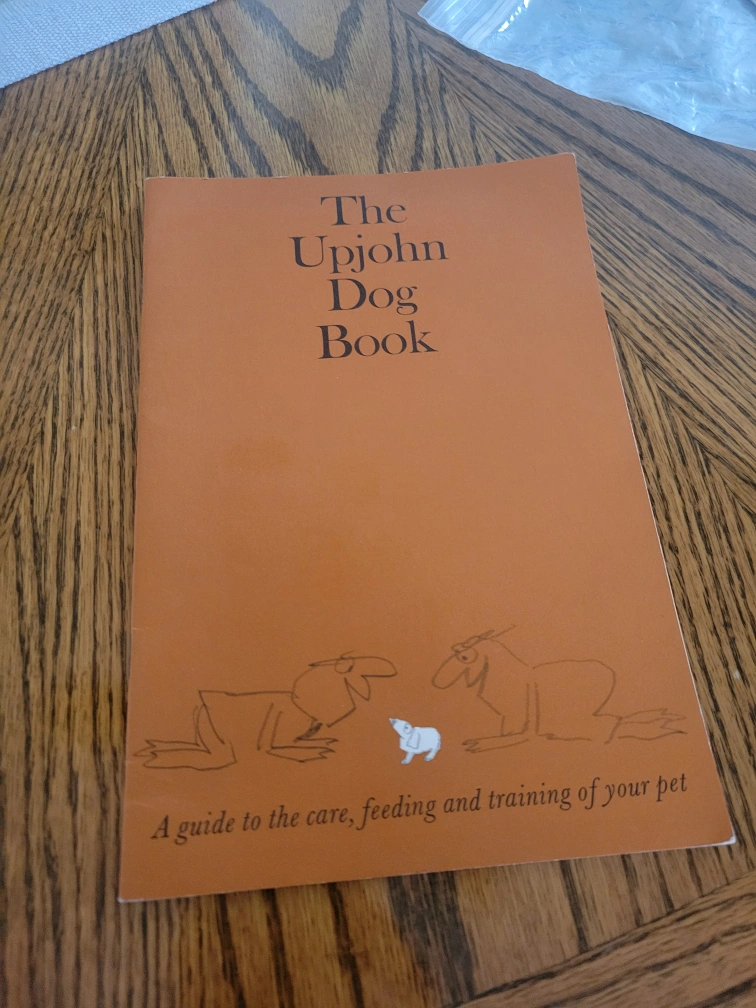 The
Upjohn
Dog
Book
A guide to the care, feeding and training of your pet